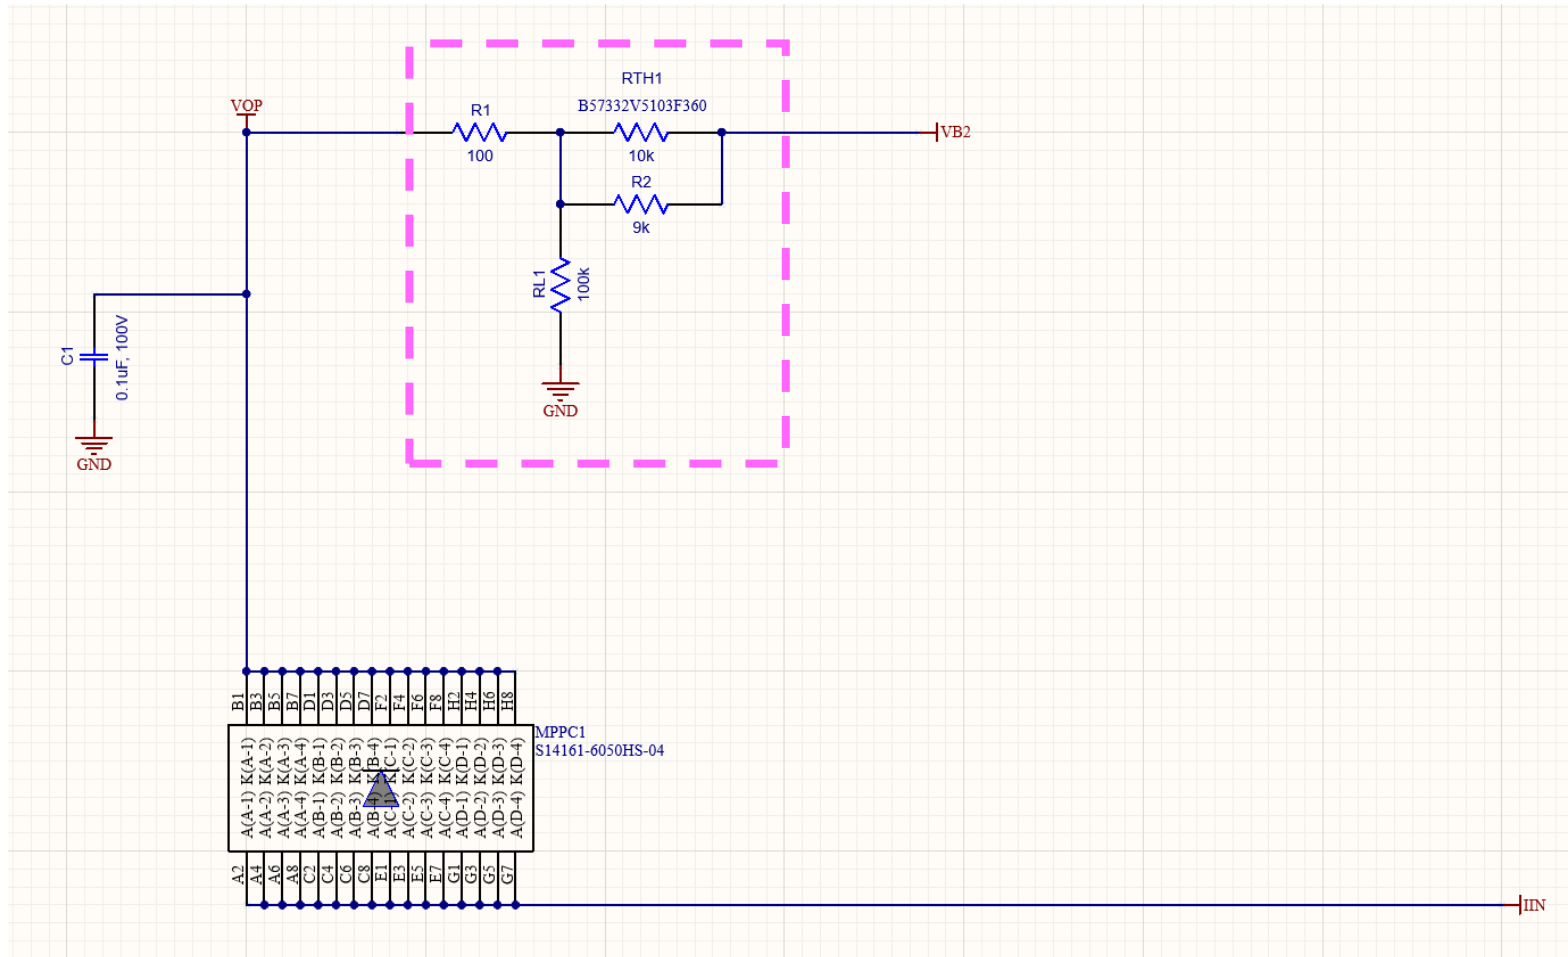 RTH1
B57332V5103F360
VOP
R1
100
10k
VB2
R2
9k
RL1
100k
GND
C1
0.1uF, 100V
GND
B1 B3 B5 B7 D1 D3 D5 D7 F2 F4 F6 F8 H2 H4 H6 H8
MPPC1
S14161-6050HS-04
K(A-1) K(A-2) K(A-3) K(A-4) K(B-1) K(B-2) K(B-3) K(B-4) K(C-1) K(C-2) K(C-3) K(C-4) K(D-1) K(D-2) K(D-3) K(D-4)
A(A-1) A(A-2) A(A-3) A(A-4) A(B-1) A(B-2) A(B-3) A(B-4) A(C-1) A(C-2) A(C-3) A(C-4) A(D-1) A(D-2) A(D-3) A(D-4)
A2 A4 A6 A8 C2 C4 C6 C8 E1 E3 E5 E7 G1 G3 G5 G7
IIN